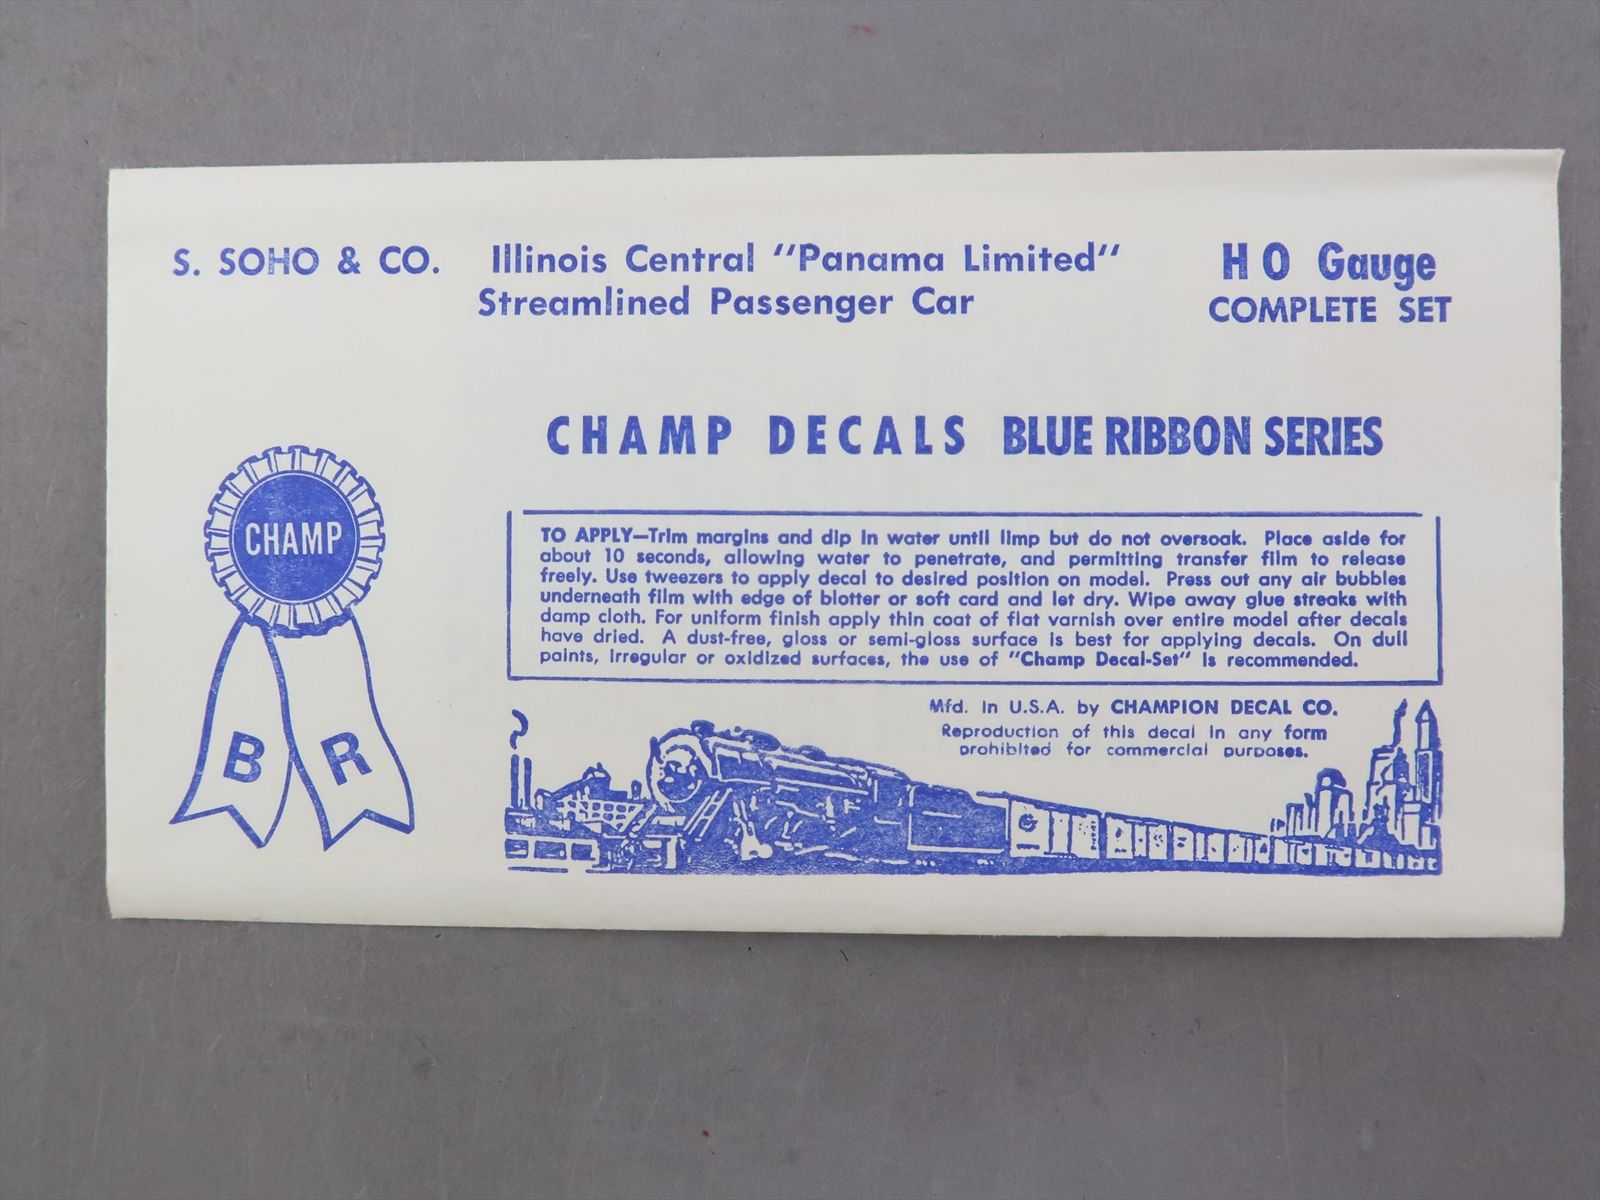 S. SOHO & CO.
Illinois Central "Panama Limited"
Streamlined Passenger Car
HO Gauge
COMPLETE SET
CHAMP DECALS BLUE RIBBON SERIES
CHAMP
B R
TO APPLY—Trim margins and dip in water until limp but do not oversoak. Place aside for
about 10 seconds, allowing water to penetrate, and permitting transfer film to release
freely. Use tweezers to apply decal to desired position on model. Press out any air bubbles
underneath film with edge of blotter or soft card and let dry. Wipe away glue streaks with
damp cloth. For uniform finish apply thin coat of flat varnish over entire model after decals
have dried. A dust-free, gloss or semi-gloss surface is best for applying decals. On dull
paints, irregular or oxidized surfaces, the use of "Champ Decal-Set" is recommended.
Mfd. in U.S.A. by CHAMPION DECAL CO.
Reproduction of this decal in any form
prohibited for commercial purposes.